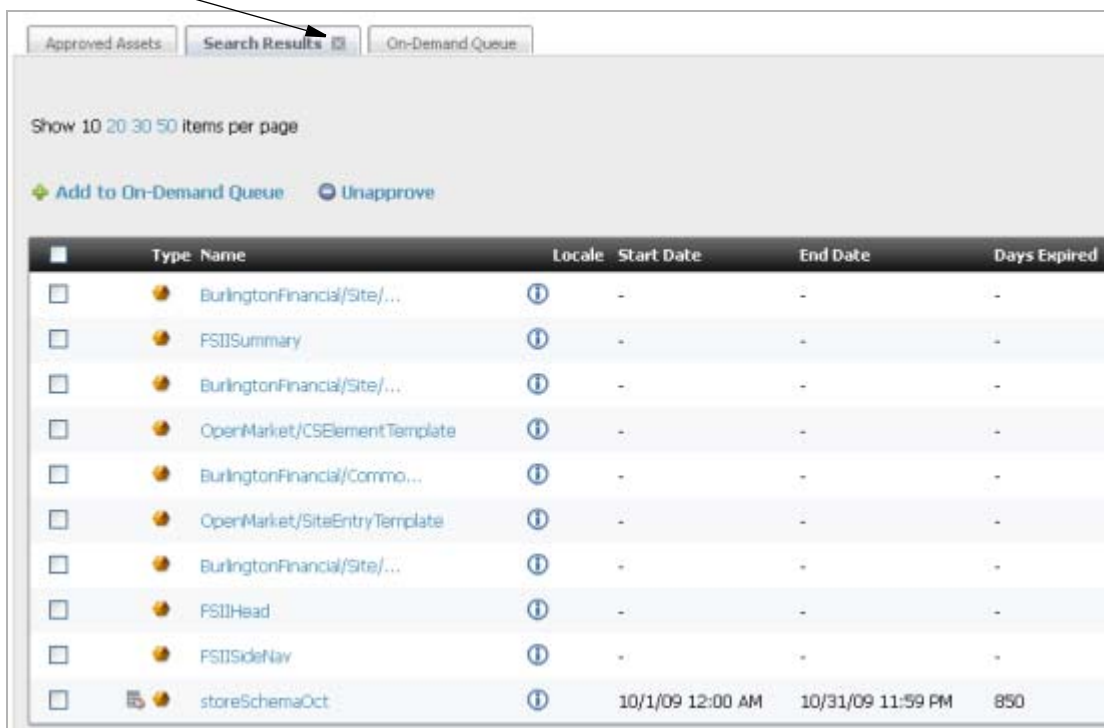 Approved Assets Search Results On-Demand Queue
Show 10 20 30 50 items per page
Add to On-Demand Queue Unapprove
Type Name Locale Start Date End Date Days Expired
BurlingtonFinancial/Site/... - - -
FSIISummary - - -
BurlingtonFinancial/Site/... - - -
OpenMarket/CSElementTemplate - - -
BurlingtonFinancial/Commo... - - -
OpenMarket/SiteEntryTemplate - - -
BurlingtonFinancial/Site/... - - -
FSIIHead - - -
FSIISideNav - - -
storeSchemaOct 10/1/09 12:00 AM 10/31/09 11:59 PM 850